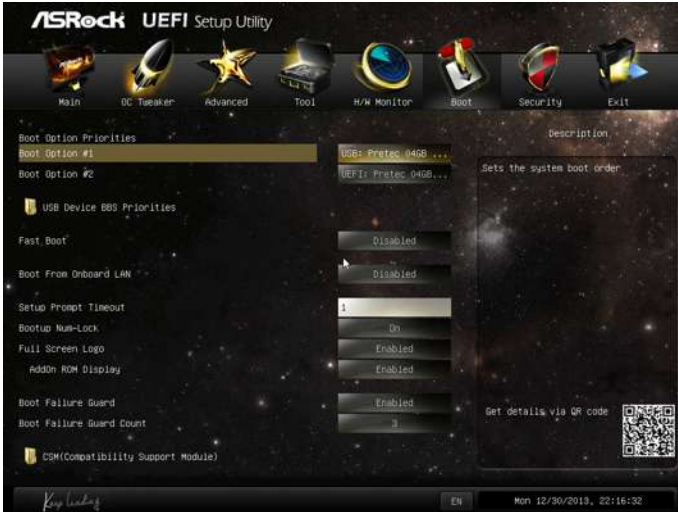 ASRock UEFI Setup Utility
Main OC Tweaker Advanced Tool H/W Monitor Boot Security Exit
Description
Boot Option Priorities
Boot Option #1 USB: Pretec 04GB ...
Sets the system boot order
Boot Option #2 UEFI: Pretec 04GB...
USB Device BBS Priorities
Fast Boot Disabled
Boot From Onboard LAN Disabled
Setup Prompt Timeout 1
Bootup Num-Lock On
Full Screen Logo Enabled
AddOn ROM Display Enabled
Boot Failure Guard Enabled
Get details via QR code
Boot Failure Guard Count 3
CSM(Compatibility Support Module)
Keep Leading
EN Mon 12/30/2013, 22:16:32